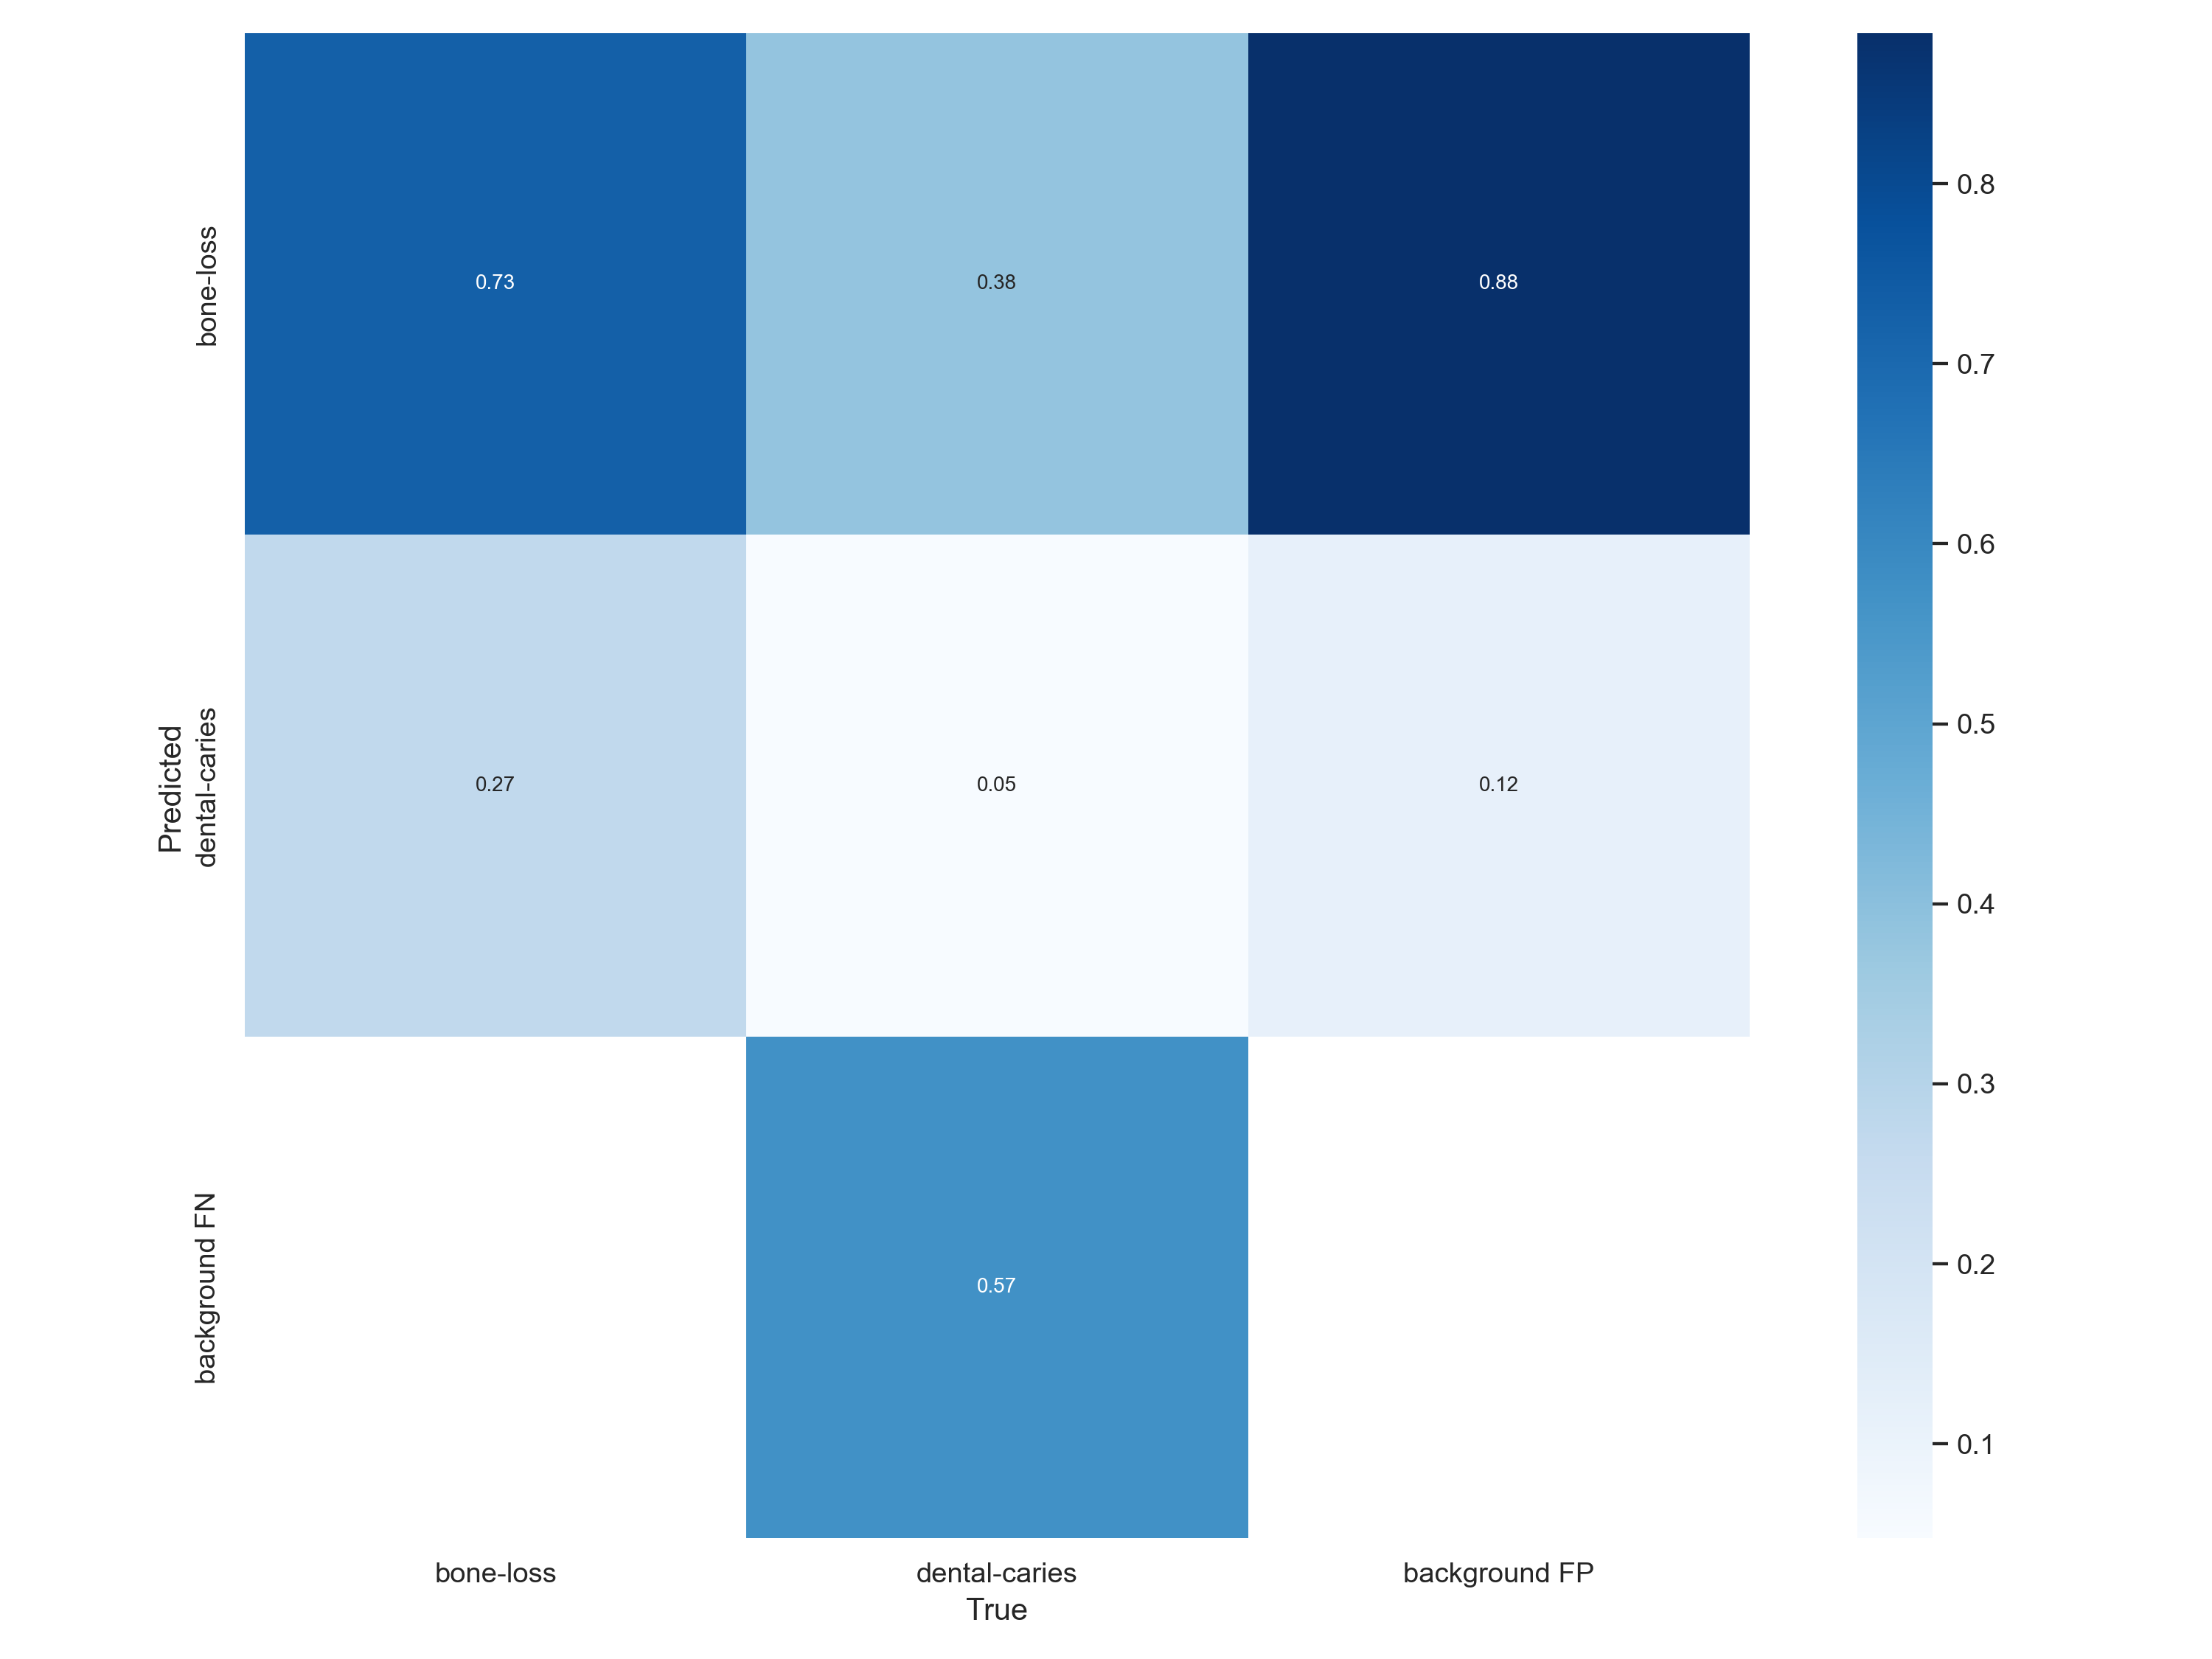 bone-loss
0.73
0.38
0.88
Predicted
dental-caries
0.27
0.05
0.12
background FN
0.57
bone-loss
dental-caries
background FP
True
0.8
0.7
0.6
0.5
0.4
0.3
0.2
0.1